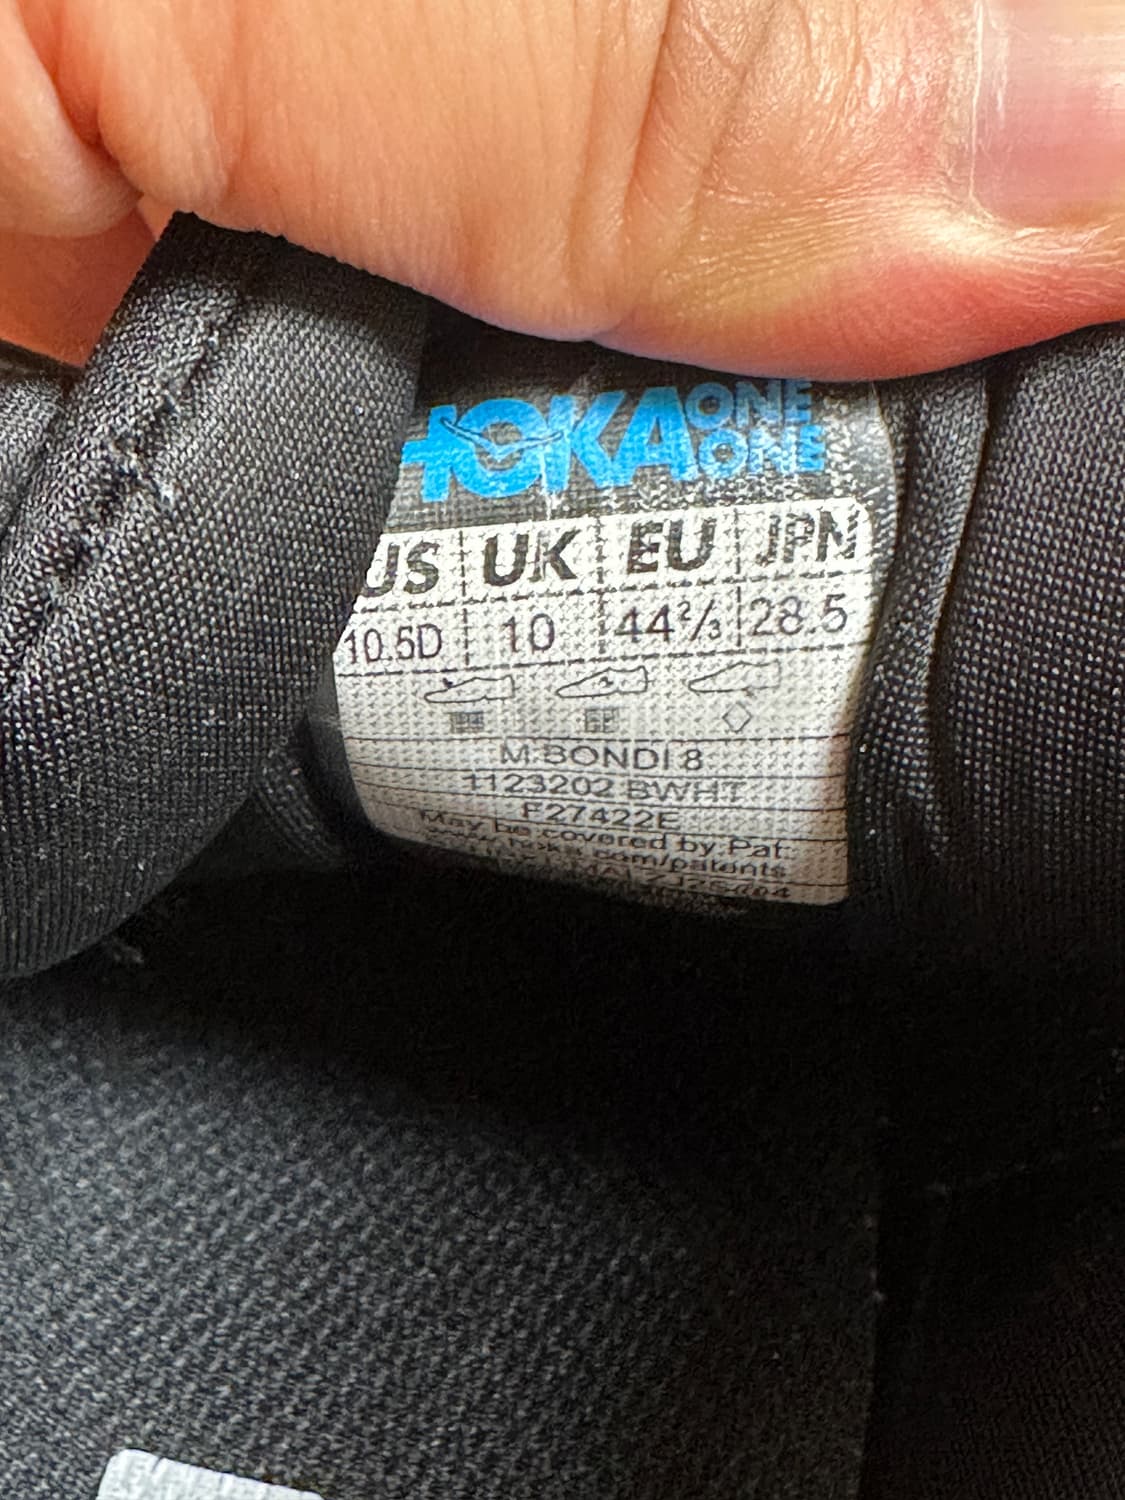 HOKA ONE ONE
US UK EU JPN
10.5D 10 44⅔ 28.5
M BONDI 8
1123202 BWHT
F27422E
May be covered by Pat.
.com/patents